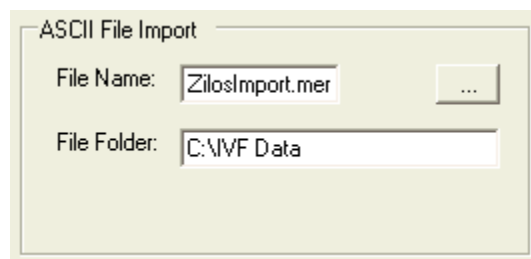 ASCII File Import
File Name: ZilosImport.mer ...
File Folder: C:\IVF Data